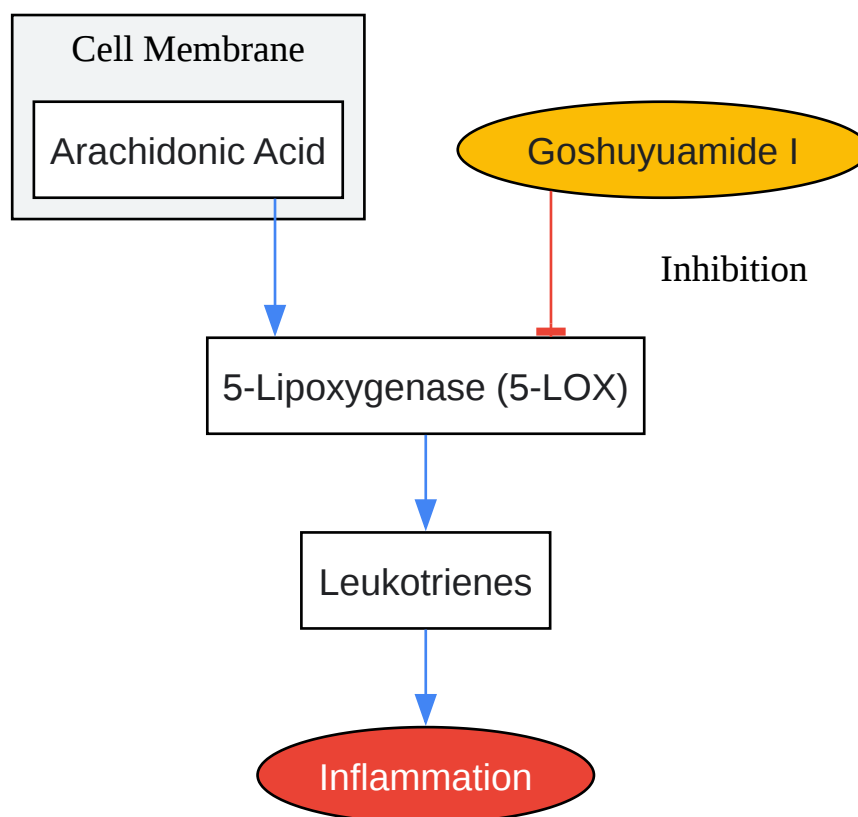 Cell Membrane
Arachidonic Acid
Goshuyuamide I
Inhibition
5-Lipoxygenase (5-LOX)
Leukotrienes
Inflammation